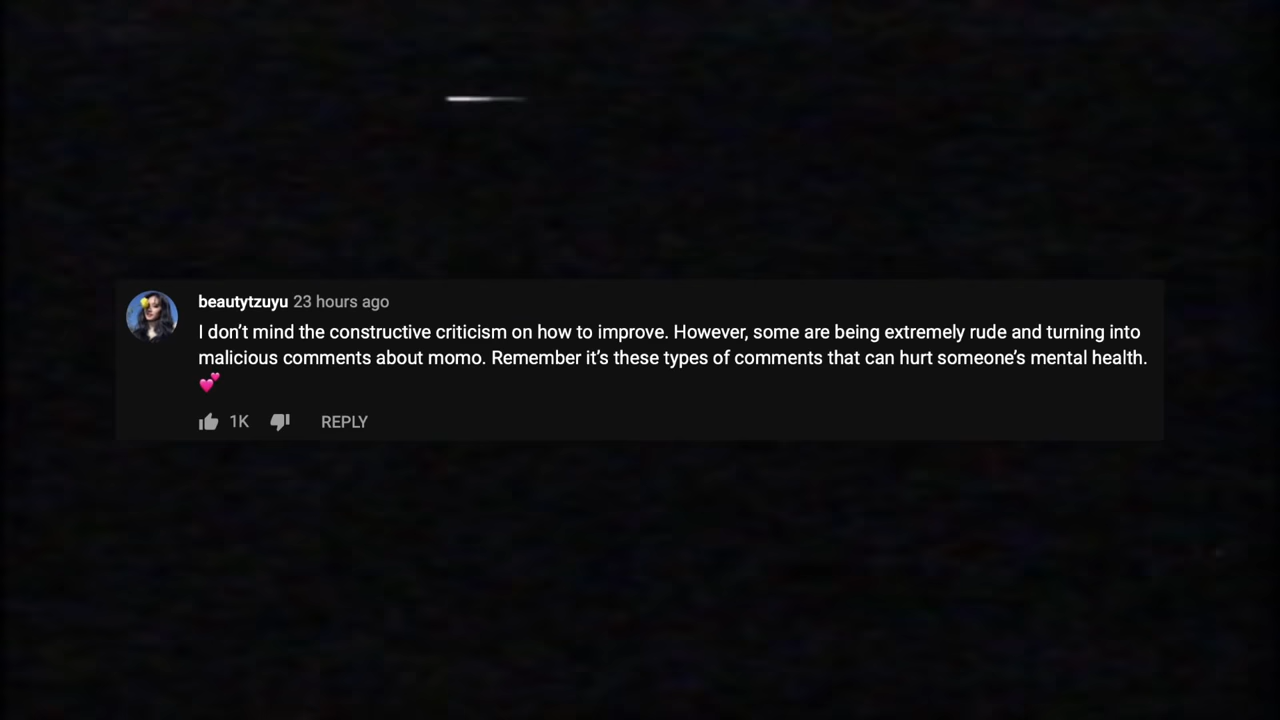 beautytzuyu 23 hours ago
I don’t mind the constructive criticism on how to improve. However, some are being extremely rude and turning into
malicious comments about momo. Remember it’s these types of comments that can hurt someone’s mental health.
💕
1K REPLY